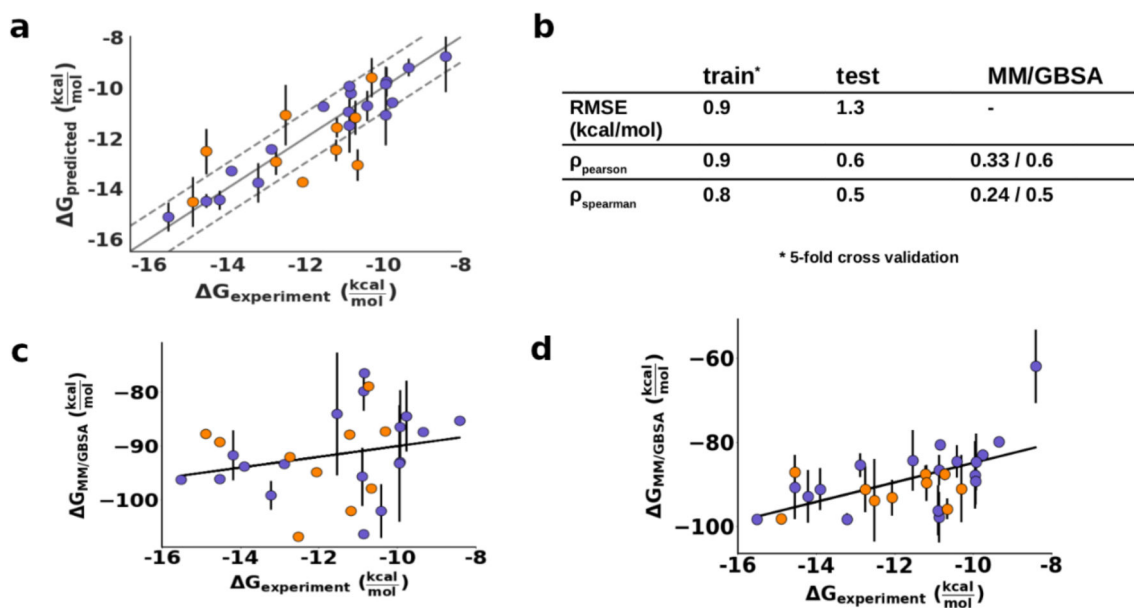 a
-8
-10
-12
-14
-16
ΔGpredicted (kcal/mol)
-16 -14 -12 -10 -8
ΔGexperiment (kcal/mol)
b
train* test MM/GBSA
RMSE 0.9 1.3 -
(kcal/mol)
ρpearson 0.9 0.6 0.33 / 0.6
ρspearman 0.8 0.5 0.24 / 0.5
* 5-fold cross validation
c
−80
−90
−100
ΔGMM/GBSA (kcal/mol)
-16 -14 -12 -10 -8
ΔGexperiment (kcal/mol)
d
−60
−80
−100
ΔGMM/GBSA (kcal/mol)
-16 -14 -12 -10 -8
ΔGexperiment (kcal/mol)